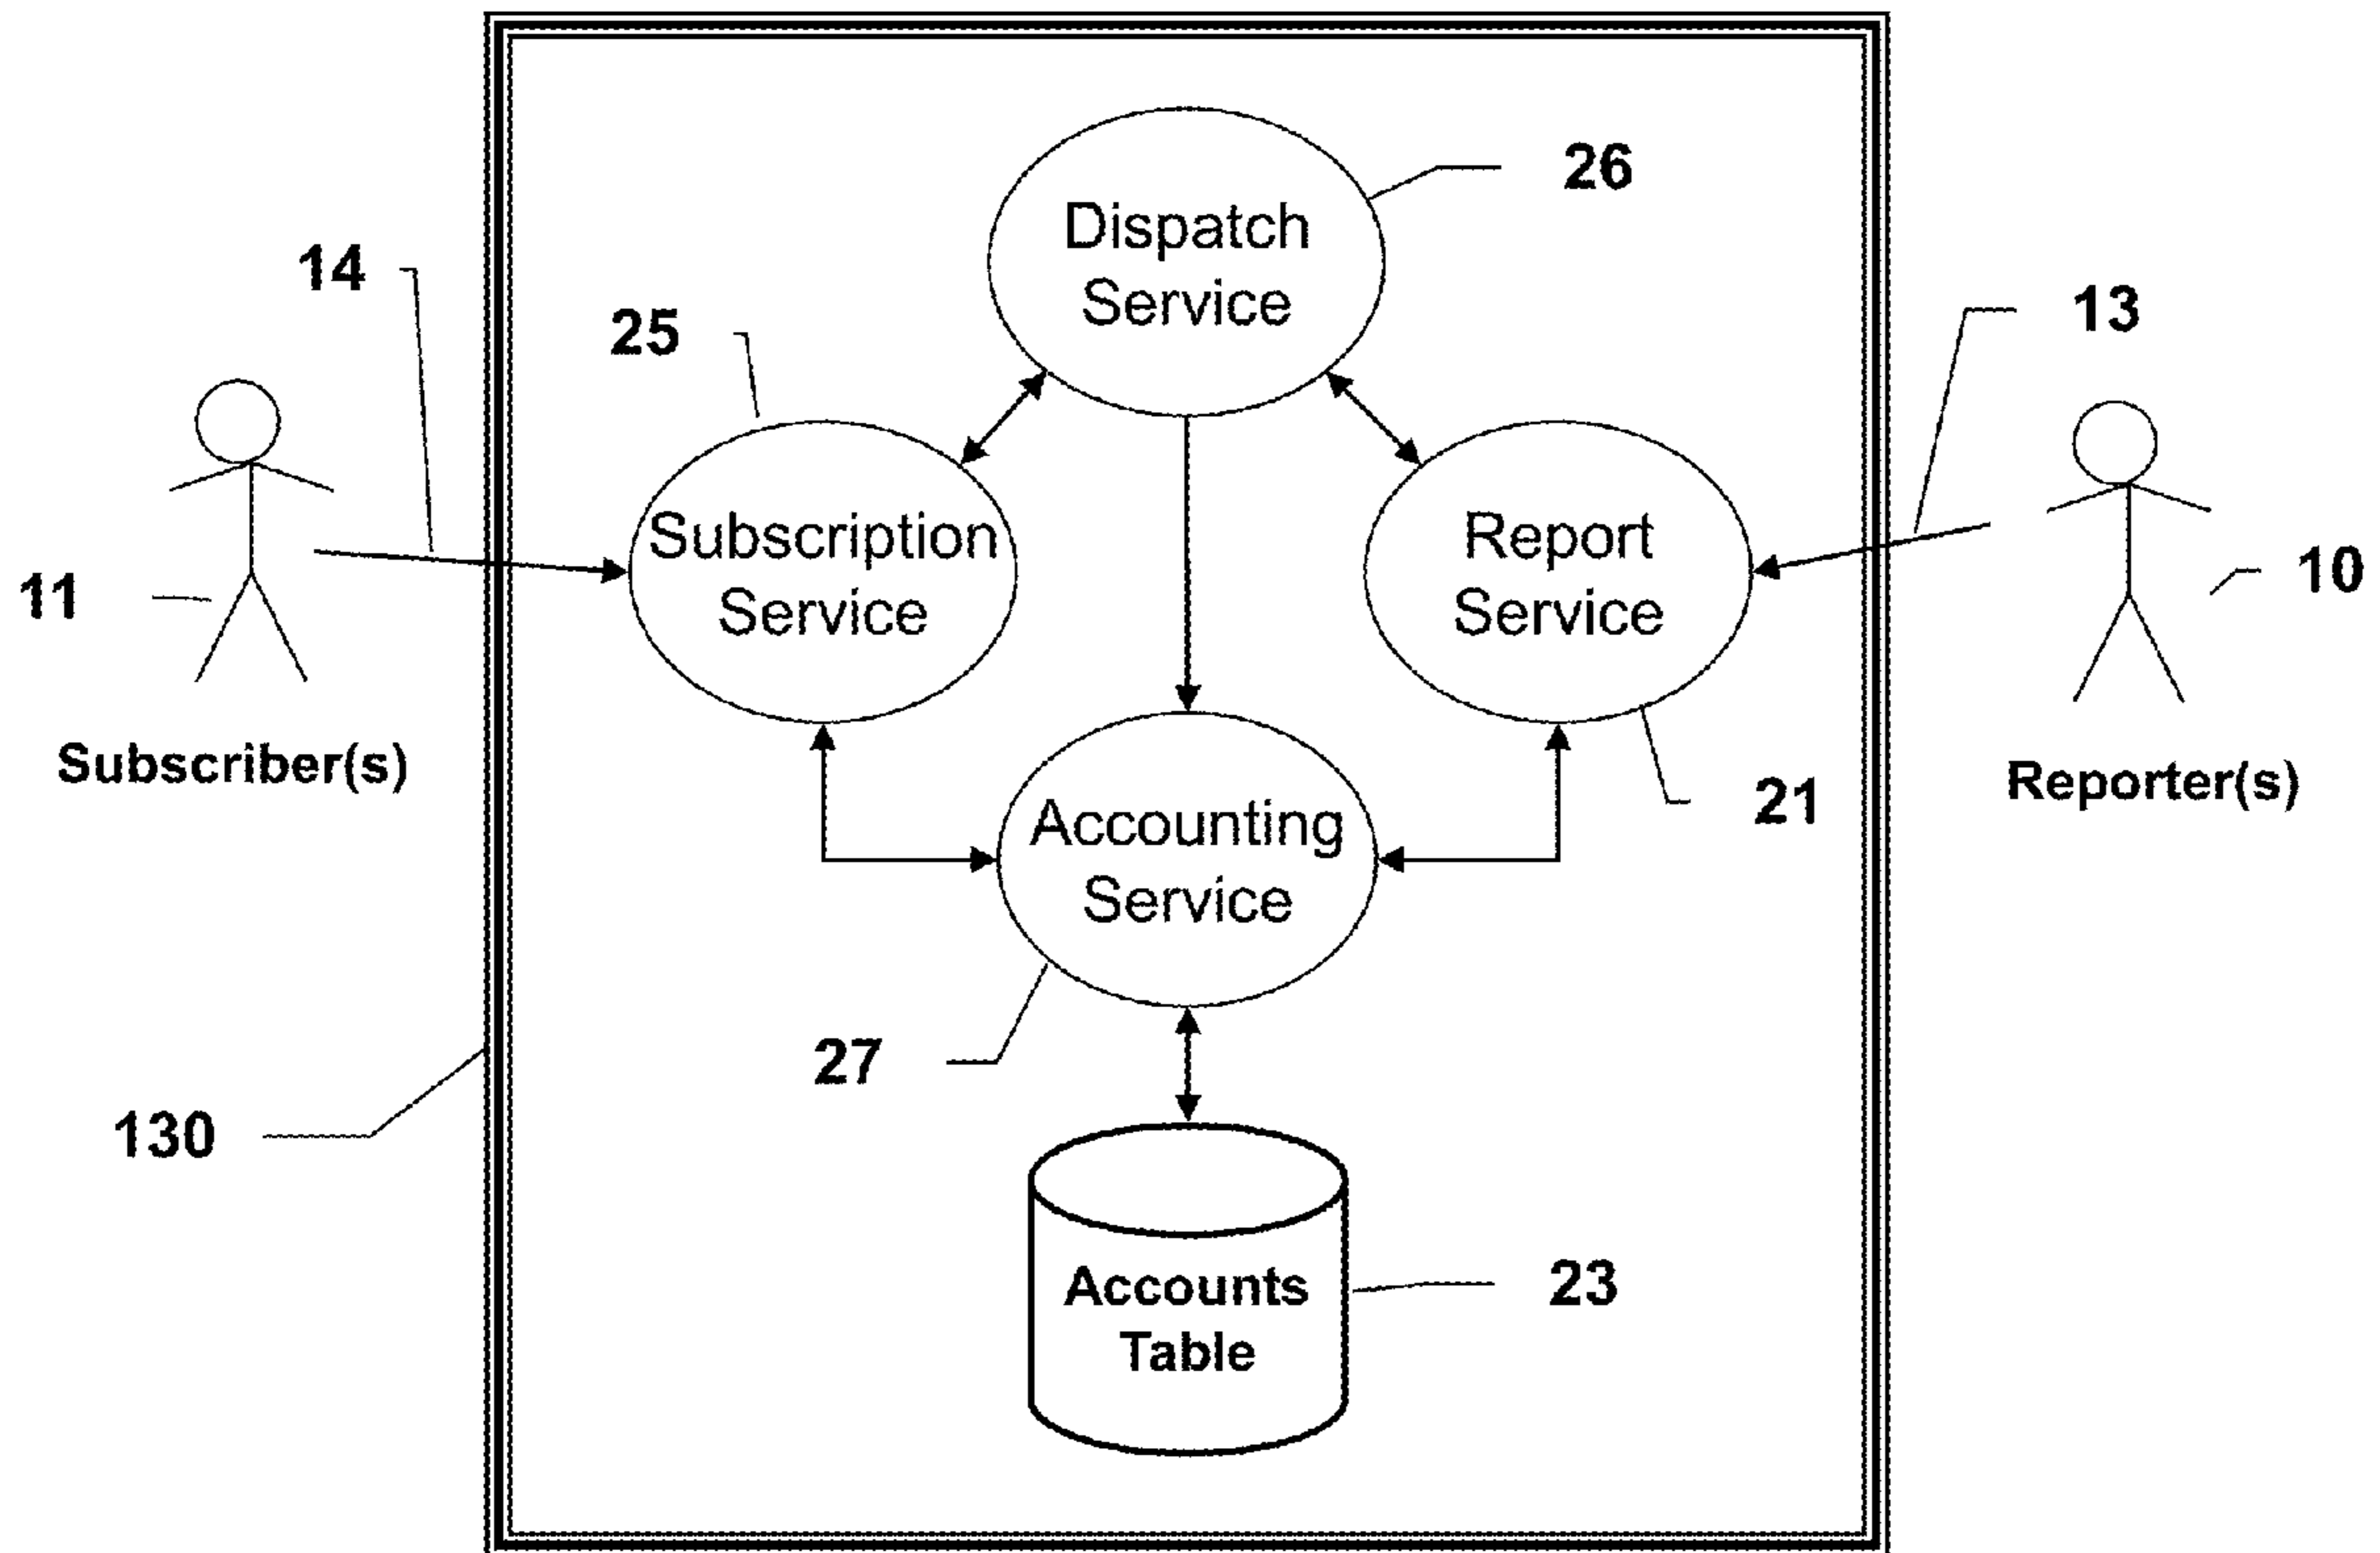 26
Dispatch
Service
14
25
13
Subscription
Service
Report
Service
11
10
Subscriber(s)
Reporter(s)
21
Accounting
Service
27
130
23
Accounts
Table